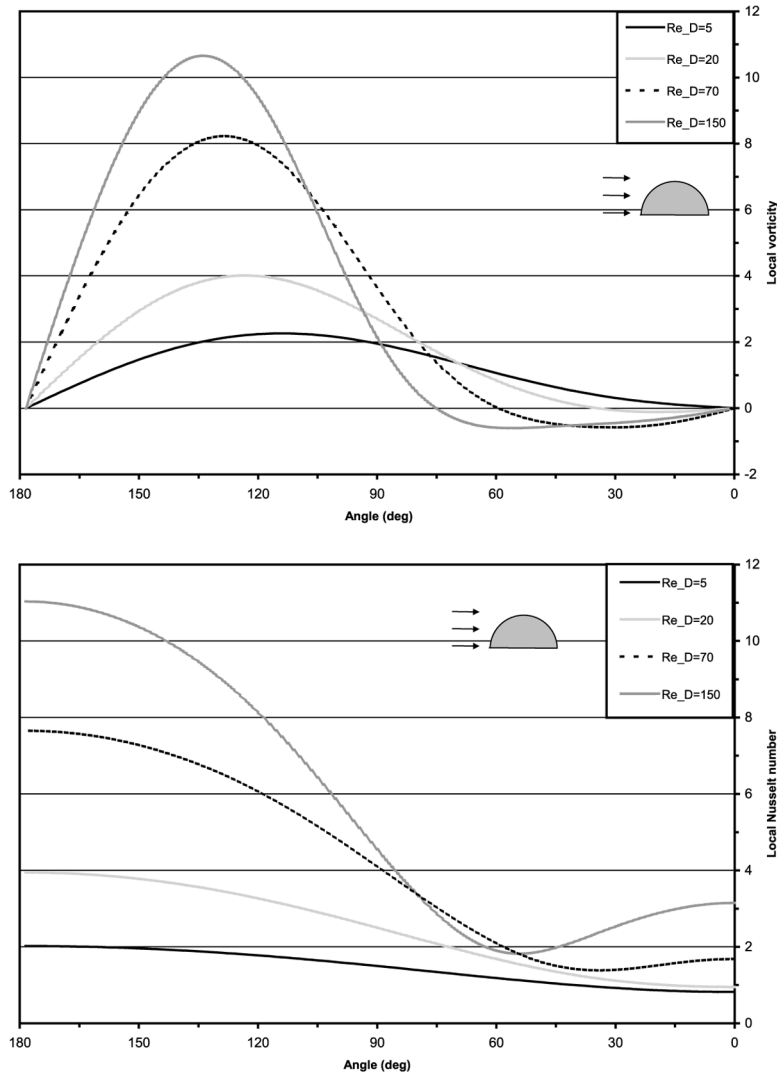 12
10
8
6
4
2
0
-2
Local vorticity
Re_D=5
Re_D=20
Re_D=70
Re_D=150
180 150 120 90 60 30 0
Angle (deg)
12
10
8
6
4
2
0
Local Nusselt number
Re_D=5
Re_D=20
Re_D=70
Re_D=150
180 150 120 90 60 30 0
Angle (deg)